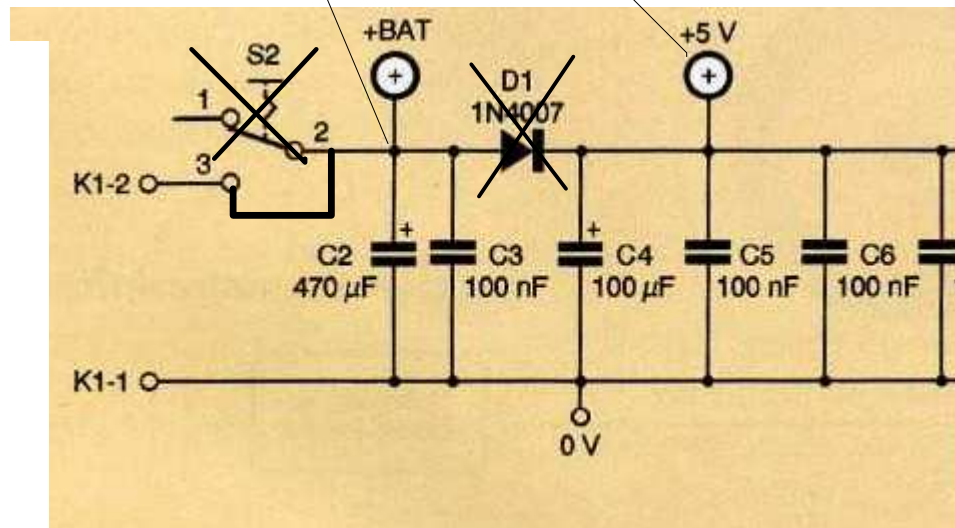 +BAT
+5 V
S2
D1
1N4007
1
2
3
K1-2
+
+
C2
470 µF
C3
100 nF
C4
100 µF
C5
100 nF
C6
100 nF
K1-1
0 V